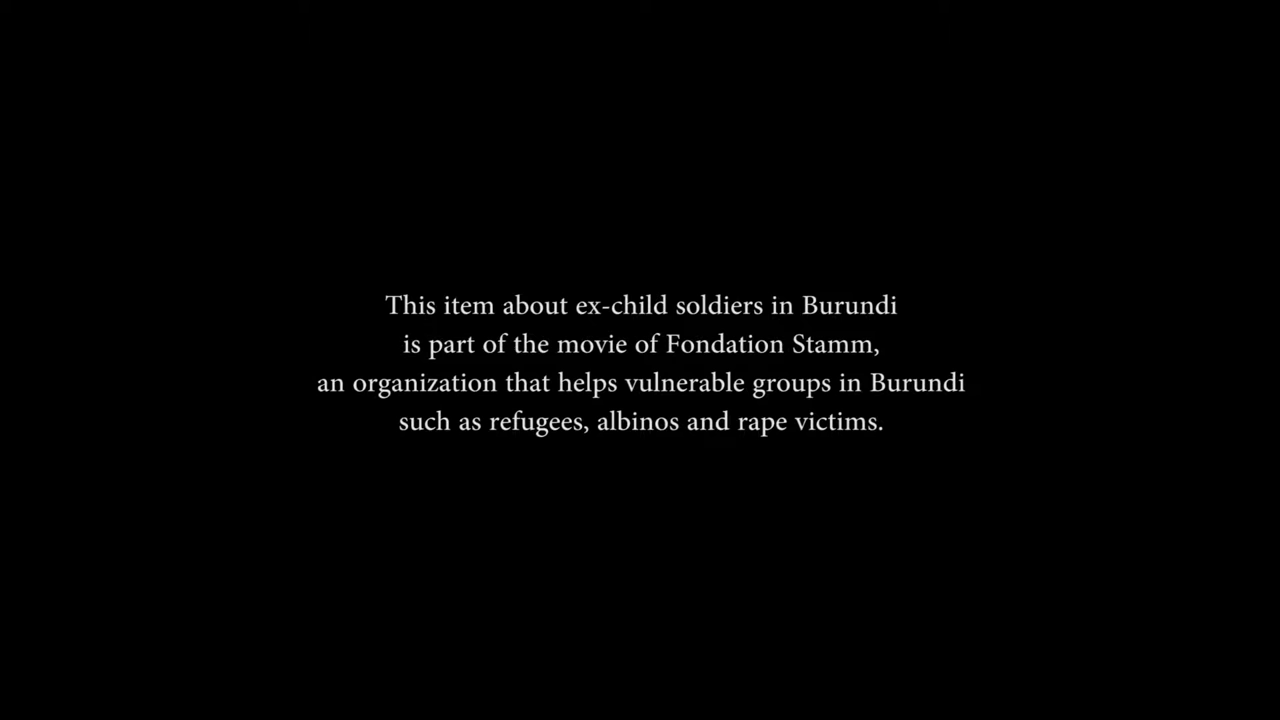 This item about ex-child soldiers in Burundi
is part of the movie of Fondation Stamm,
an organization that helps vulnerable groups in Burundi
such as refugees, albinos and rape victims.